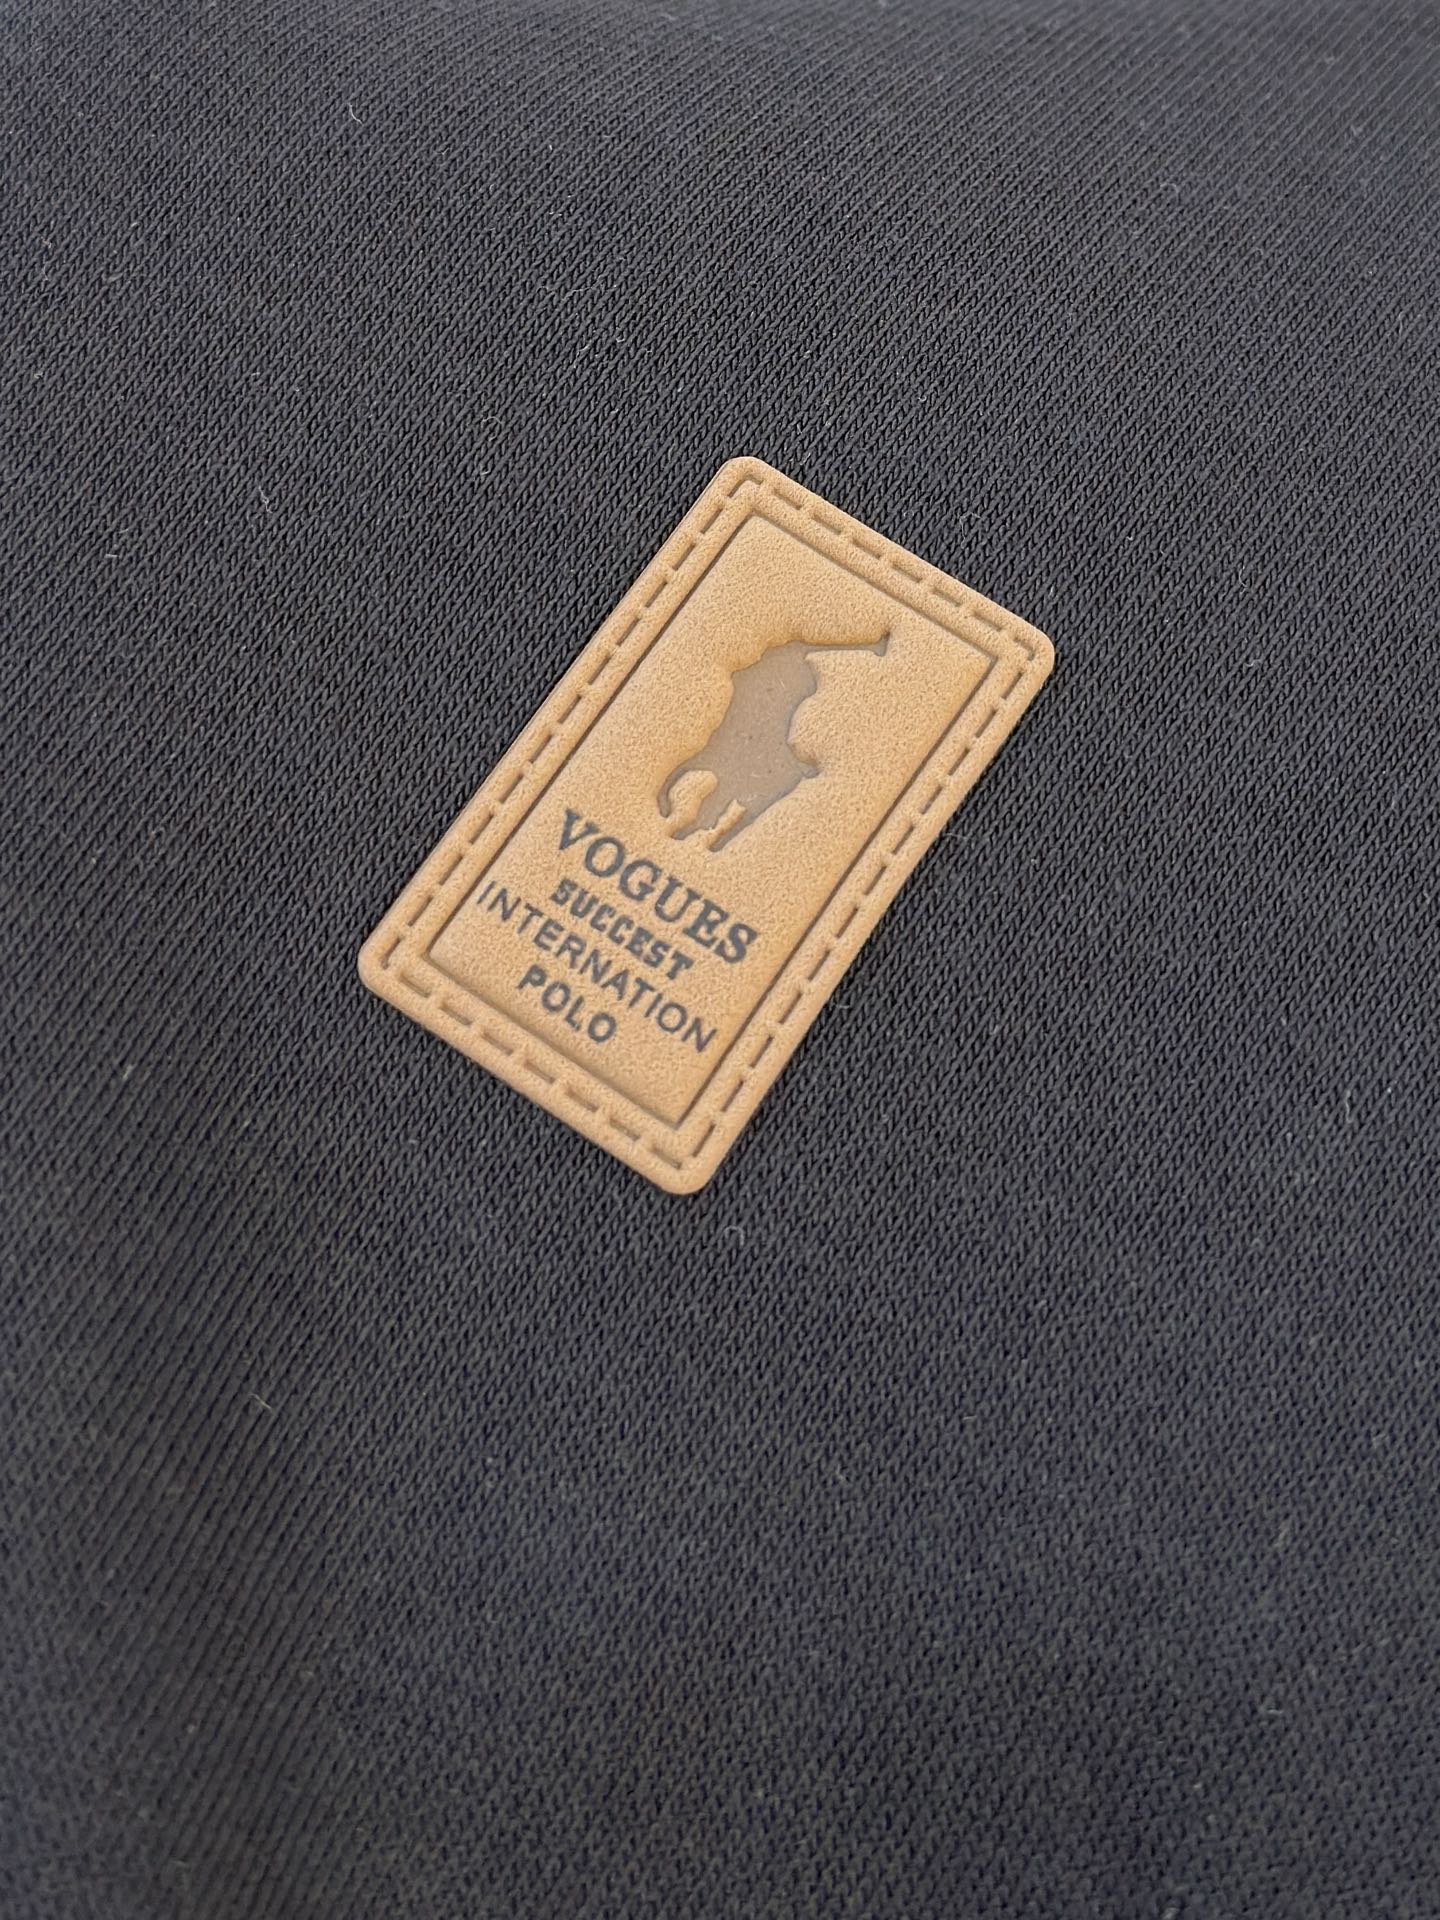 VOGUES
SUCCEST
INTERNATION
POLO